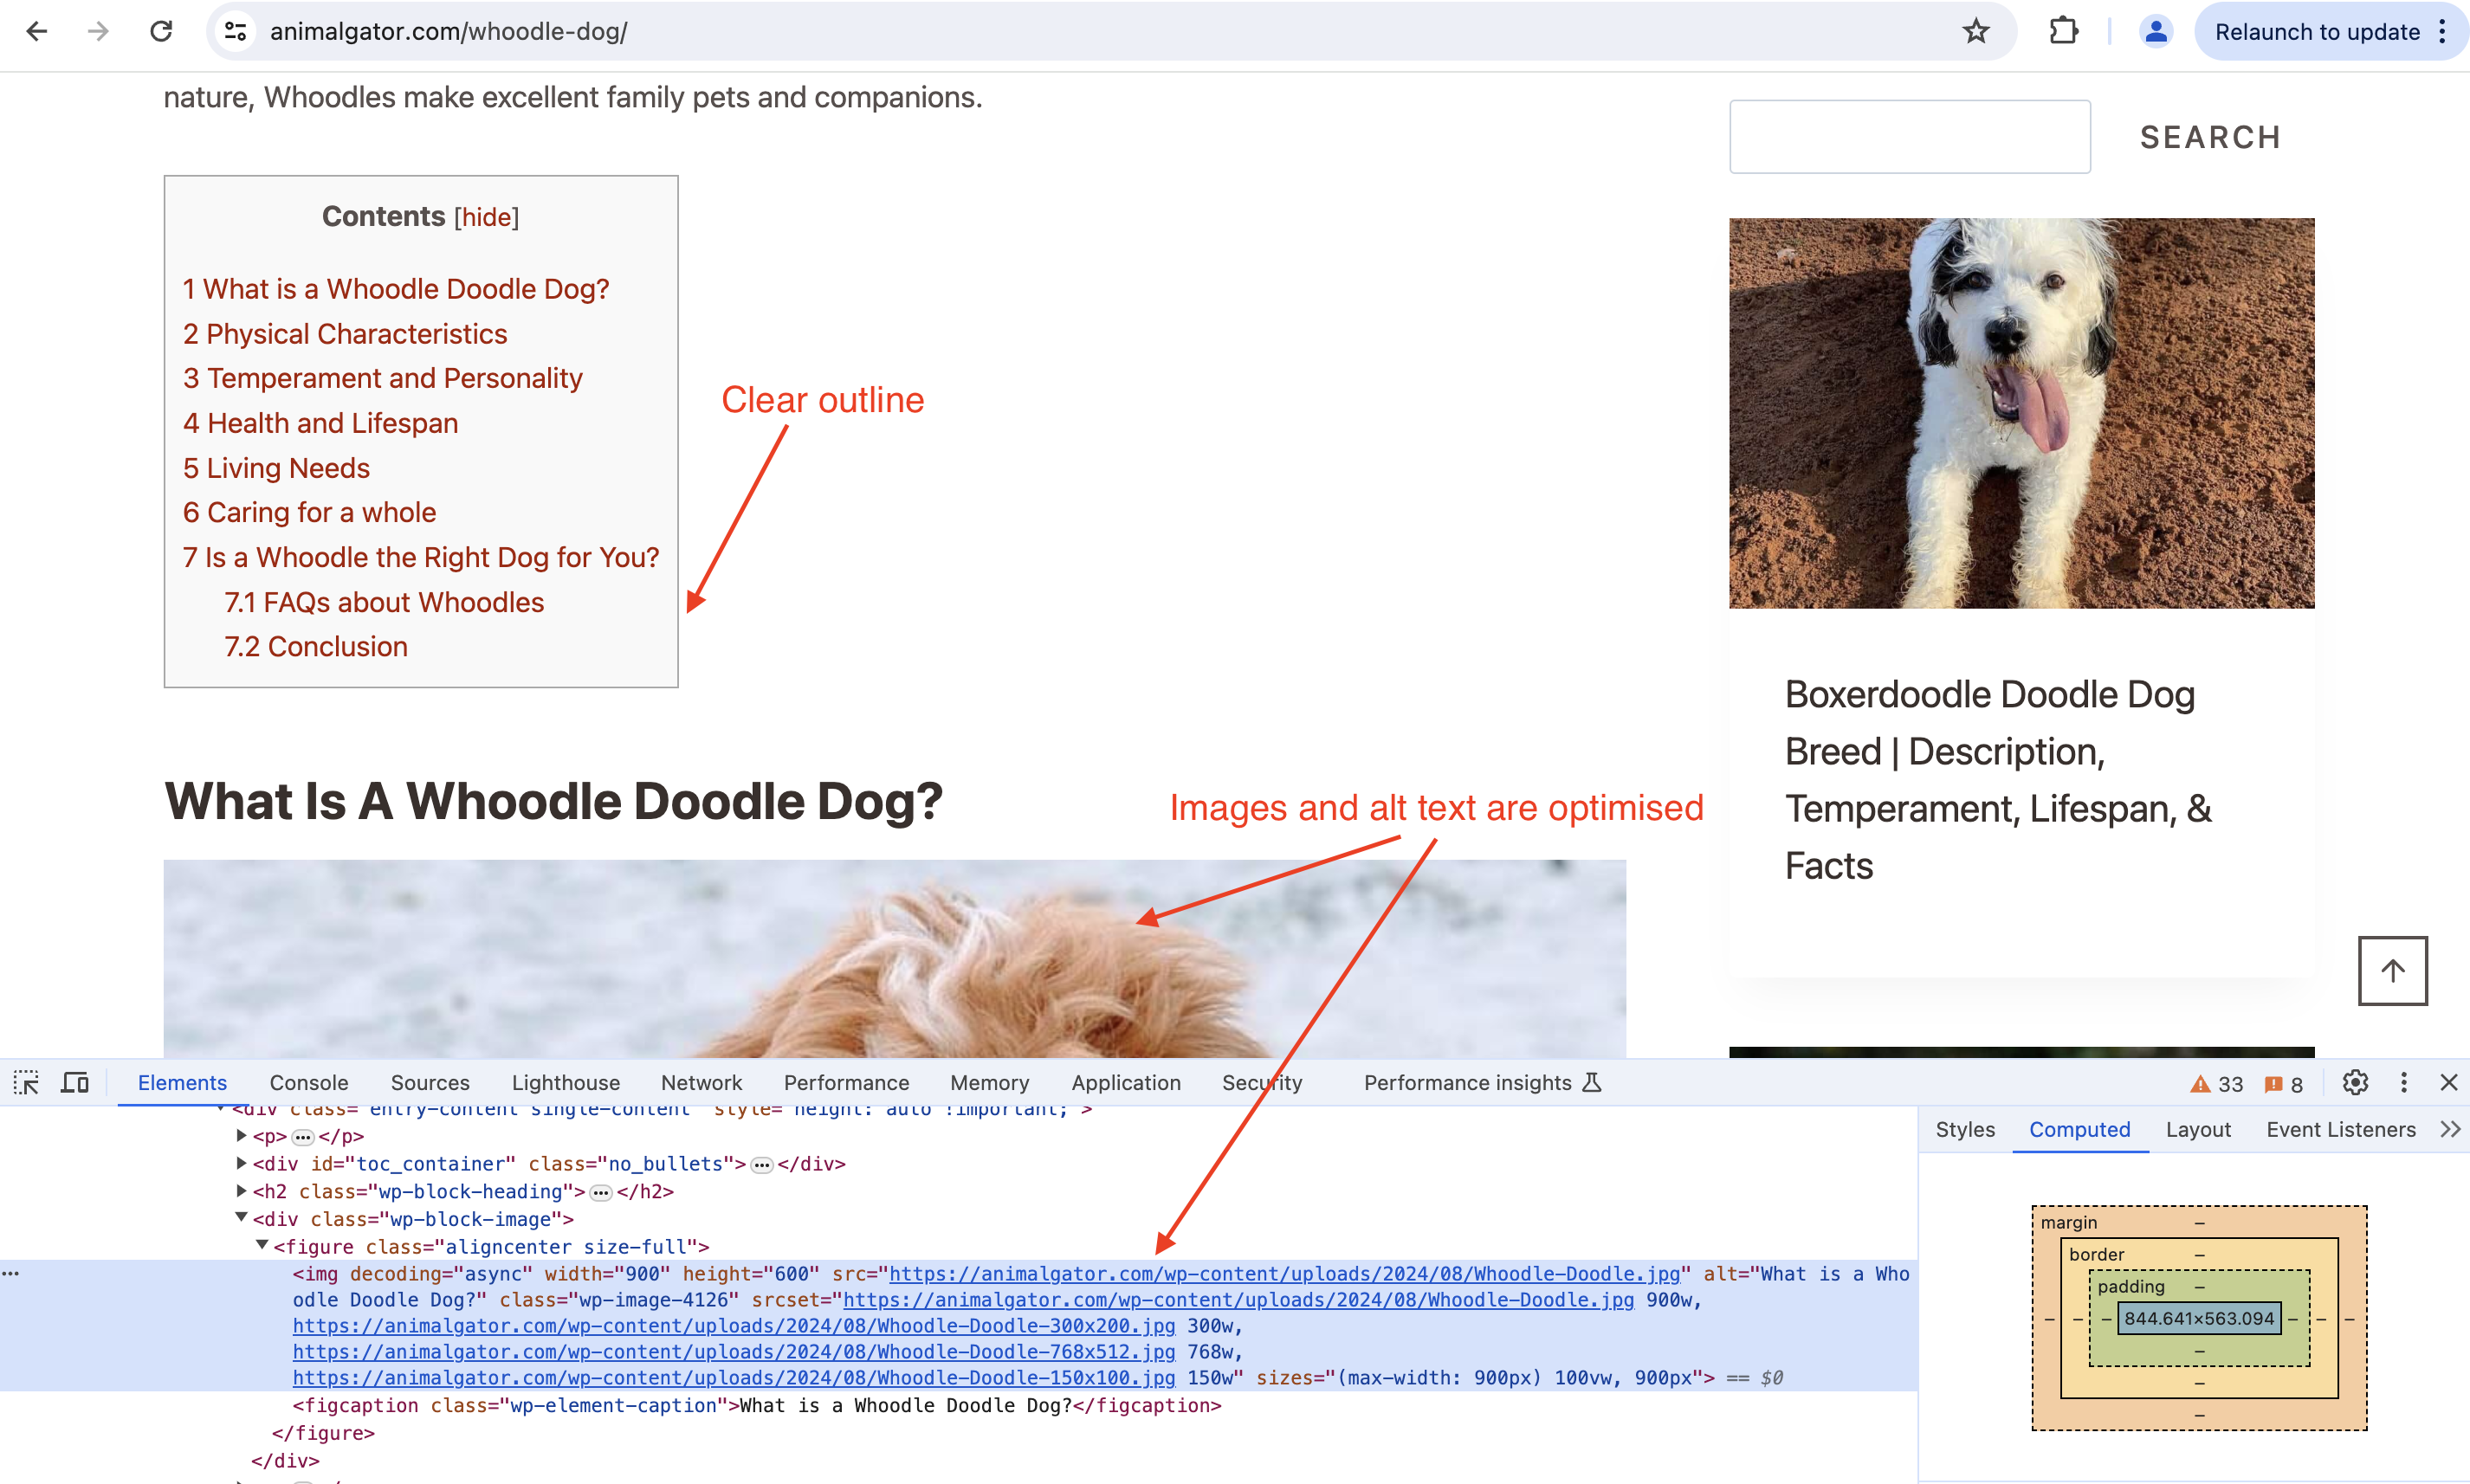 animalgator.com/whoodle-dog/
Relaunch to update
nature, Whoodles make excellent family pets and companions.
SEARCH
Contents [hide]
1 What is a Whoodle Doodle Dog?
2 Physical Characteristics
3 Temperament and Personality
4 Health and Lifespan
5 Living Needs
6 Caring for a whole
7 Is a Whoodle the Right Dog for You?
7.1 FAQs about Whoodles
7.2 Conclusion
Clear outline
Boxerdoodle Doodle Dog
Breed | Description,
Temperament, Lifespan, &
Facts
What Is A Whoodle Doodle Dog?
Images and alt text are optimised
Elements Console Sources Lighthouse Network Performance Memory Application Security Performance insights 33 8
<div class="entry-content single-content" style="height: auto !important;">
<p>…</p>
<div id="toc_container" class="no_bullets">…</div>
<h2 class="wp-block-heading">…</h2>
<div class="wp-block-image">
<figure class="aligncenter size-full">
<img decoding="async" width="900" height="600" src="https://animalgator.com/wp-content/uploads/2024/08/Whoodle-Doodle.jpg" alt="What is a Who
odle Doodle Dog?" class="wp-image-4126" srcset="https://animalgator.com/wp-content/uploads/2024/08/Whoodle-Doodle.jpg 900w,
https://animalgator.com/wp-content/uploads/2024/08/Whoodle-Doodle-300x200.jpg 300w,
https://animalgator.com/wp-content/uploads/2024/08/Whoodle-Doodle-768x512.jpg 768w,
https://animalgator.com/wp-content/uploads/2024/08/Whoodle-Doodle-150x100.jpg 150w" sizes="(max-width: 900px) 100vw, 900px"> == $0
<figcaption class="wp-element-caption">What is a Whoodle Doodle Dog?</figcaption>
</figure>
</div>
Styles Computed Layout Event Listeners
margin –
border –
padding –
– – – 844.641×563.094 – – –
–
–
–